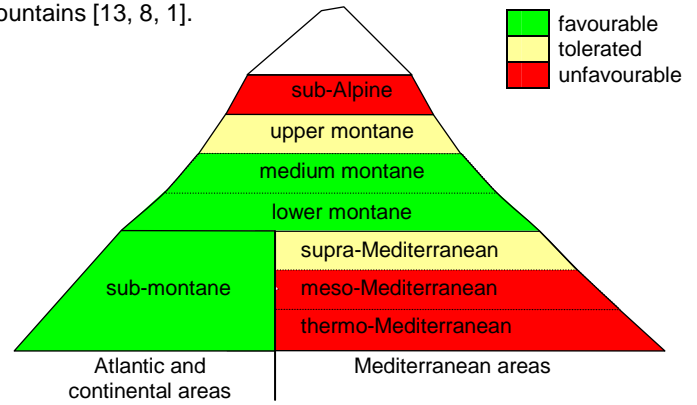 ountains [13, 8, 1].
favourable
tolerated
unfavourable
sub-Alpine
upper montane
medium montane
lower montane
supra-Mediterranean
sub-montane
meso-Mediterranean
thermo-Mediterranean
Atlantic and
continental areas
Mediterranean areas